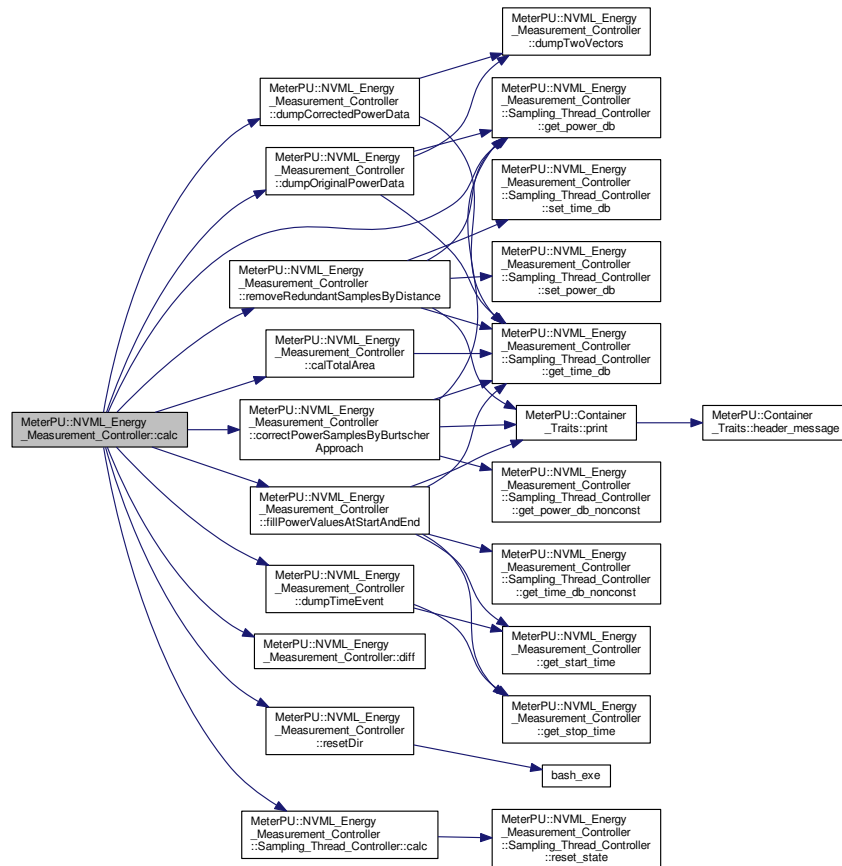 MeterPU::NVML_Energy
_Measurement_Controller::calc
MeterPU::NVML_Energy
_Measurement_Controller
::dumpCorrectedPowerData
MeterPU::NVML_Energy
_Measurement_Controller
::dumpOriginalPowerData
MeterPU::NVML_Energy
_Measurement_Controller
::removeRedundantSamplesByDistance
MeterPU::NVML_Energy
_Measurement_Controller
::calTotalArea
MeterPU::NVML_Energy
_Measurement_Controller
::correctPowerSamplesByBurtscher
Approach
MeterPU::NVML_Energy
_Measurement_Controller
::fillPowerValuesAtStartAndEnd
MeterPU::NVML_Energy
_Measurement_Controller
::dumpTimeEvent
MeterPU::NVML_Energy
_Measurement_Controller::diff
MeterPU::NVML_Energy
_Measurement_Controller
::resetDir
MeterPU::NVML_Energy
_Measurement_Controller
::Sampling_Thread_Controller::calc
MeterPU::NVML_Energy
_Measurement_Controller
::dumpTwoVectors
MeterPU::NVML_Energy
_Measurement_Controller
::Sampling_Thread_Controller
::get_power_db
MeterPU::NVML_Energy
_Measurement_Controller
::Sampling_Thread_Controller
::set_time_db
MeterPU::NVML_Energy
_Measurement_Controller
::Sampling_Thread_Controller
::set_power_db
MeterPU::NVML_Energy
_Measurement_Controller
::Sampling_Thread_Controller
::get_time_db
MeterPU::Container
_Traits::print
MeterPU::NVML_Energy
_Measurement_Controller
::Sampling_Thread_Controller
::get_power_db_nonconst
MeterPU::NVML_Energy
_Measurement_Controller
::Sampling_Thread_Controller
::get_time_db_nonconst
MeterPU::NVML_Energy
_Measurement_Controller
::get_start_time
MeterPU::NVML_Energy
_Measurement_Controller
::get_stop_time
bash_exe
MeterPU::NVML_Energy
_Measurement_Controller
::Sampling_Thread_Controller
::reset_state
MeterPU::Container
_Traits::header_message